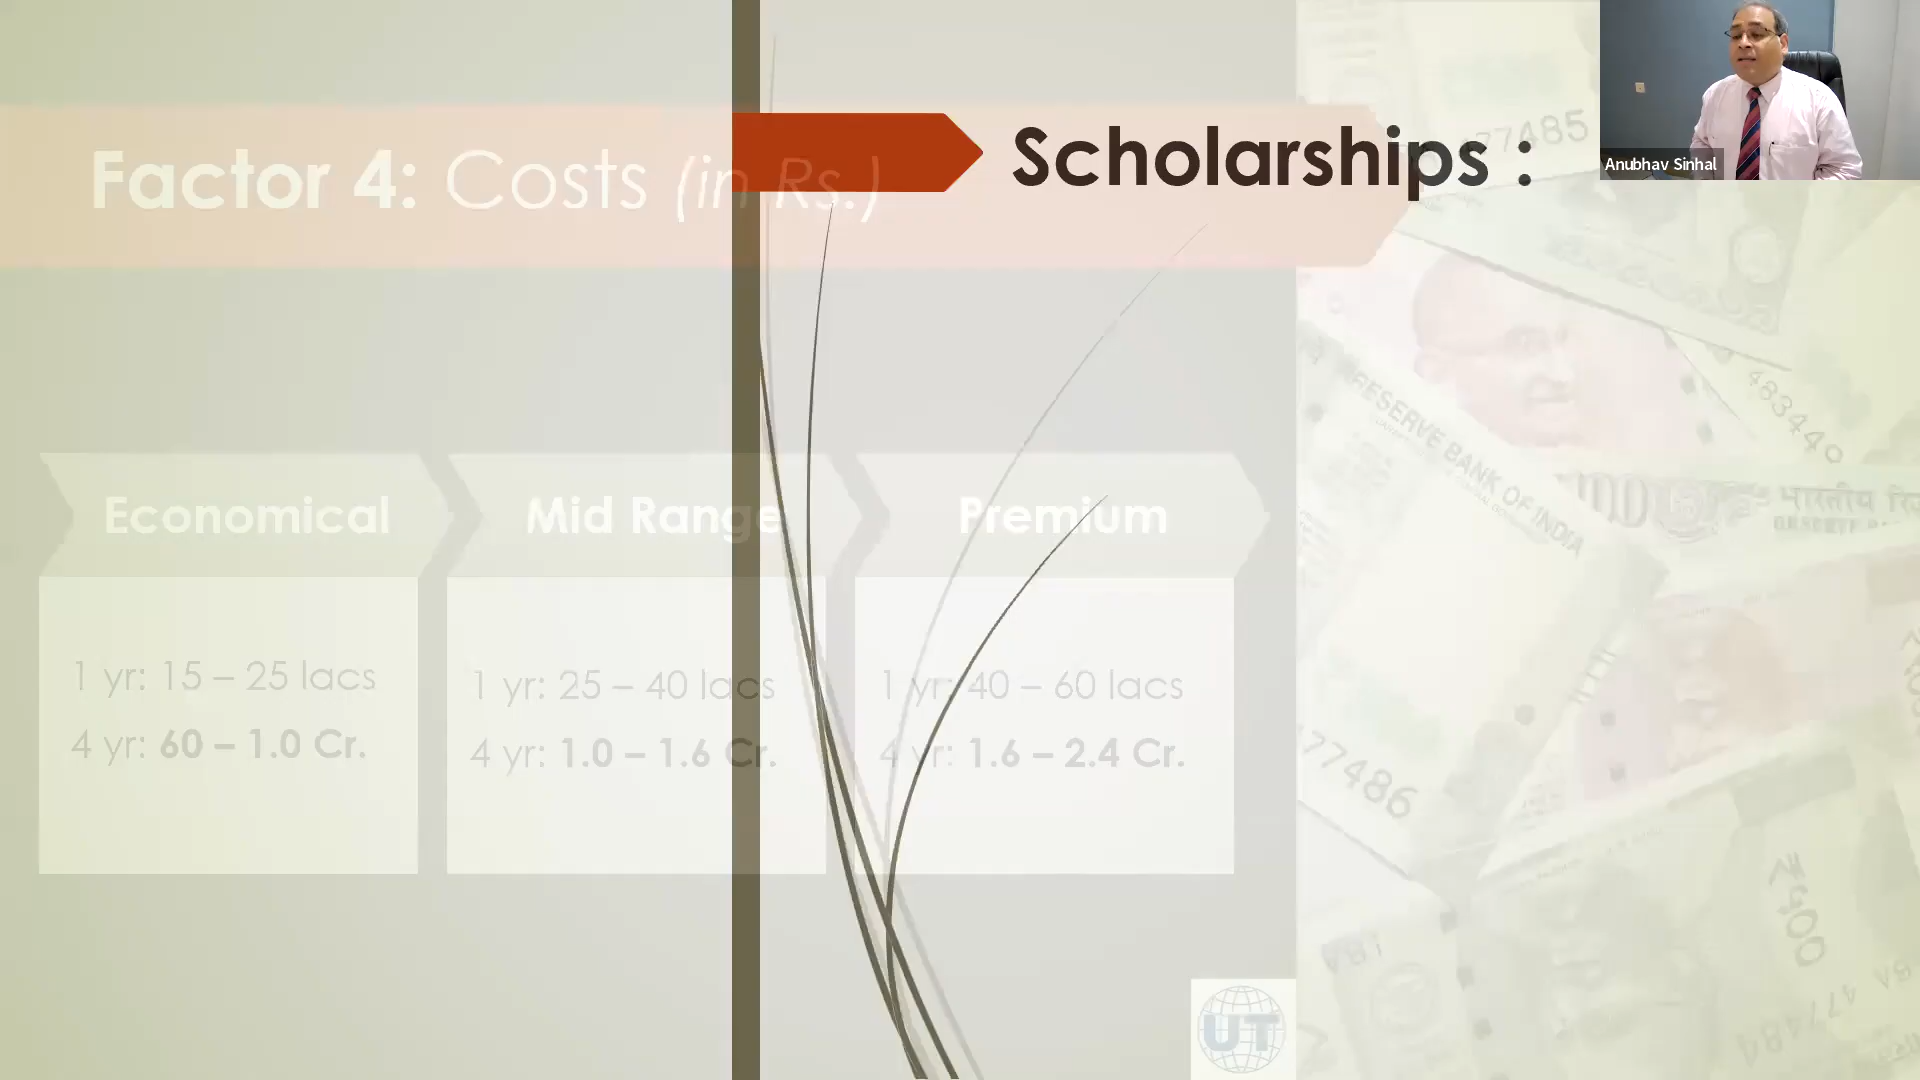 Factor 4: Costs (in Rs.)
Scholarships :
Anubhav Sinhal
Economical
Mid Range
Premium
1 yr: 15 – 25 lacs
4 yr: 60 – 1.0 Cr.
1 yr: 25 – 40 lacs
4 yr: 1.0 – 1.6 Cr.
1 yr: 40 – 60 lacs
4 yr: 1.6 – 2.4 Cr.
77485
483440
RESERVE BANK OF INDIA
भारतीय
77486
₹500
477484
UT